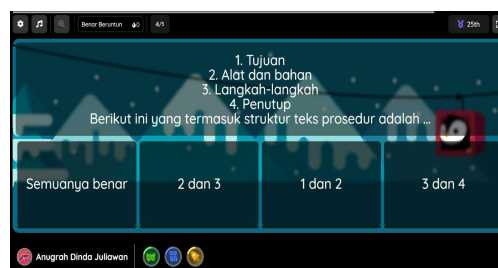 Benar Beruntun 0 4/5 25th
1. Tujuan
2. Alat dan bahan
3. Langkah-langkah
4. Penutup
Berikut ini yang termasuk struktur teks prosedur adalah ...
Semuanya benar
2 dan 3
1 dan 2
3 dan 4
Anugrah Dinda Juliawan